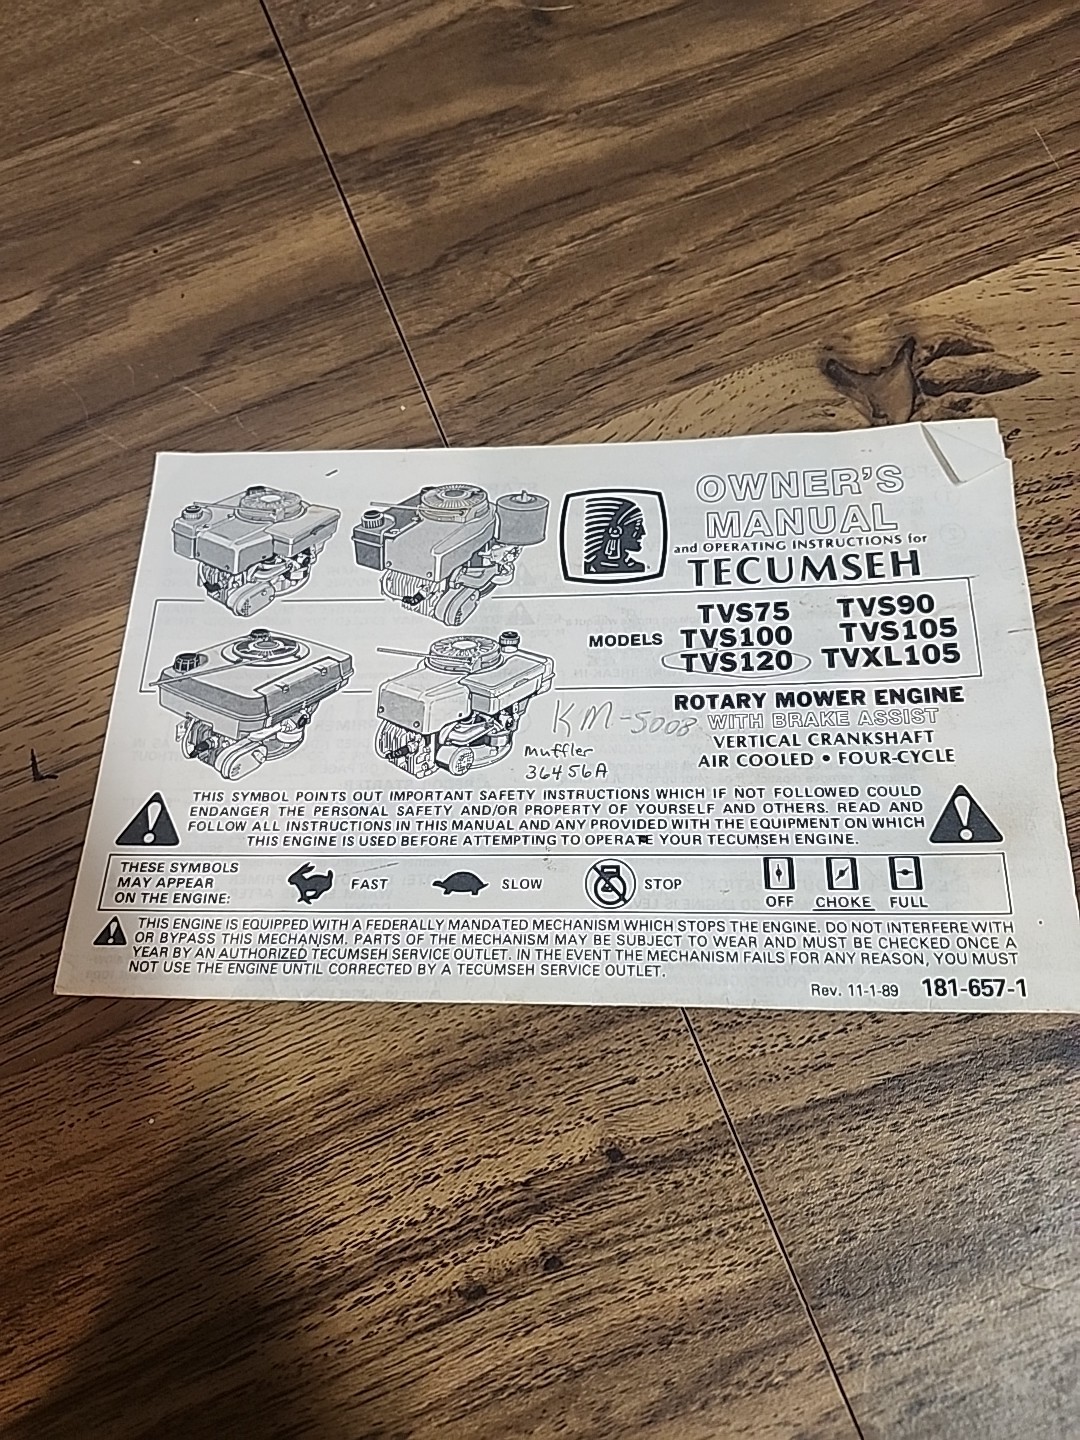 OWNER'S
MANUAL
and OPERATING INSTRUCTIONS for
TECUMSEH
MODELS
TVS75 TVS90
TVS100 TVS105
TVS120 TVXL105
ROTARY MOWER ENGINE
WITH BRAKE ASSIST
VERTICAL CRANKSHAFT
AIR COOLED • FOUR-CYCLE
KM-5008
Muffler
36456A
THIS SYMBOL POINTS OUT IMPORTANT SAFETY INSTRUCTIONS WHICH IF NOT FOLLOWED COULD
ENDANGER THE PERSONAL SAFETY AND/OR PROPERTY OF YOURSELF AND OTHERS. READ AND
FOLLOW ALL INSTRUCTIONS IN THIS MANUAL AND ANY PROVIDED WITH THE EQUIPMENT ON WHICH
THIS ENGINE IS USED BEFORE ATTEMPTING TO OPERATE YOUR TECUMSEH ENGINE.
THESE SYMBOLS
MAY APPEAR
ON THE ENGINE:
FAST
SLOW
STOP
OFF CHOKE FULL
THIS ENGINE IS EQUIPPED WITH A FEDERALLY MANDATED MECHANISM WHICH STOPS THE ENGINE. DO NOT INTERFERE WITH
OR BYPASS THIS MECHANISM. PARTS OF THE MECHANISM MAY BE SUBJECT TO WEAR AND MUST BE CHECKED ONCE A
YEAR BY AN AUTHORIZED TECUMSEH SERVICE OUTLET. IN THE EVENT THE MECHANISM FAILS FOR ANY REASON, YOU MUST
NOT USE THE ENGINE UNTIL CORRECTED BY A TECUMSEH SERVICE OUTLET.
Rev. 11-1-89 181-657-1